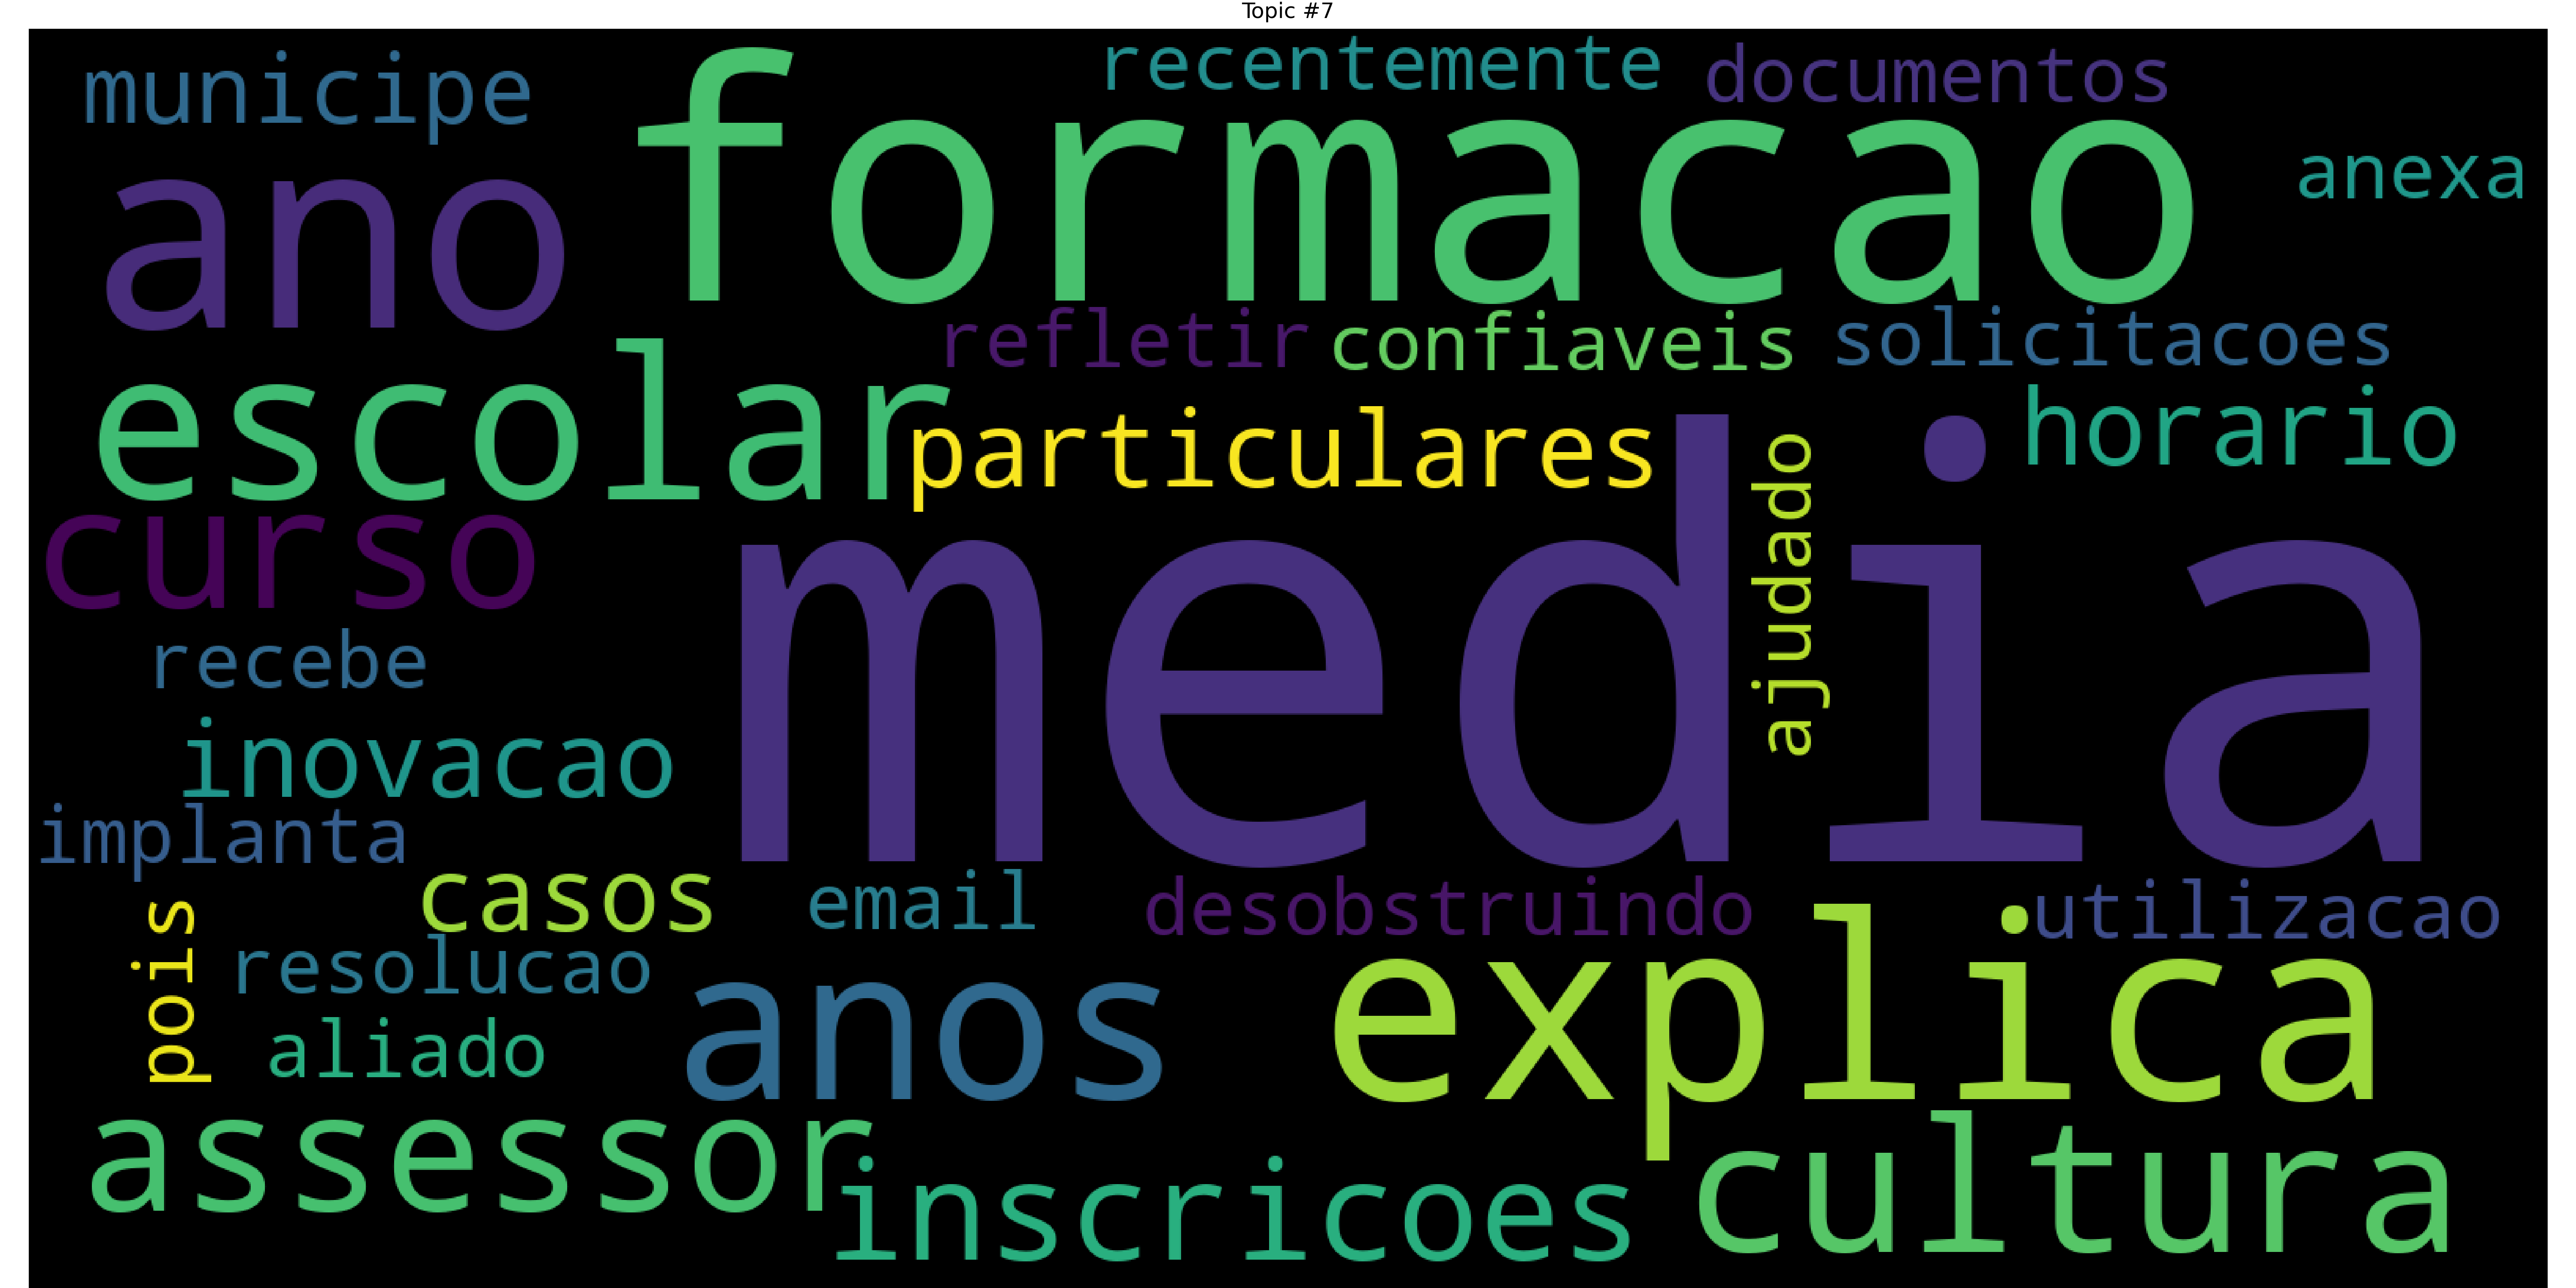 Topic #7
municipe
recentemente
documentos
ano
formacao
anexa
refletir
confiaveis
solicitacoes
escolar
particulares
horario
curso
media
ajudado
recebe
inovacao
implanta
casos
email
desobstruindo
utilizacao
pois
resolucao
anos
explica
aliado
assessor
inscricoes
cultura